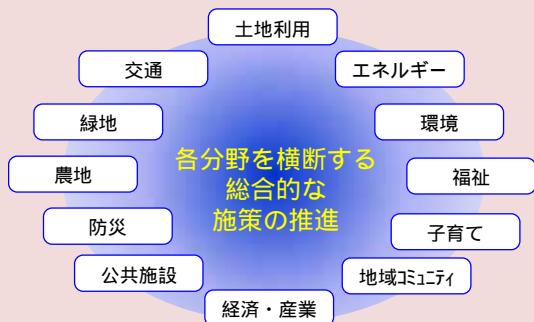 土地利用
交通
エネルギー
緑地
環境
各分野を横断する
総合的な
施策の推進
農地
福祉
防災
子育て
公共施設
地域ｺﾐｭﾆﾃｨ
経済・産業